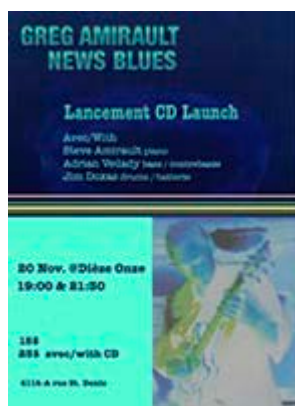 GREG AMIRAULT
NEWS BLUES
Lancement CD Launch
Avec/With
Steve Amirault piano
Adrian Vedady bass / contrebasse
Jim Doxas drums / batterie
20 Nov. @Dièse Onze
19:00 & 21:30
15$
25$ avec/with CD
4115-A rue St. Denis